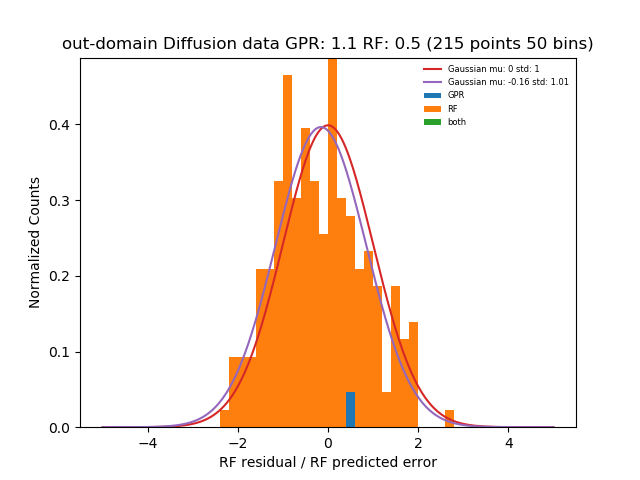 out-domain Diffusion data GPR: 1.1 RF: 0.5 (215 points 50 bins)
Gaussian mu: 0 std: 1
Gaussian mu: -0.16 std: 1.01
GPR
RF
both
Normalized Counts
0.4
0.3
0.2
0.1
0.0
−4
−2
0
2
4
RF residual / RF predicted error